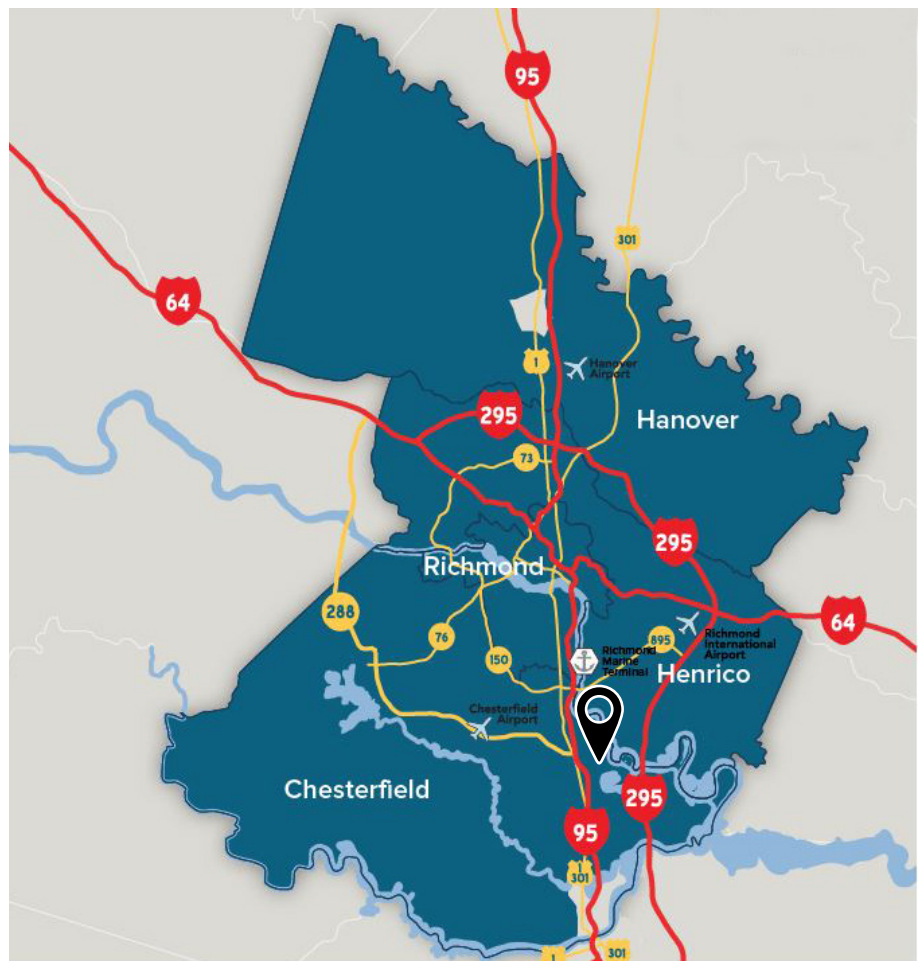 95
301
64
1
Hanover
Airport
295
Hanover
73
295
Richmond
288
76
150
895
Richmond
International
Airport
64
Richmond
Marine
Terminal
Henrico
Chesterfield
Airport
Chesterfield
295
95
1
301
1
301